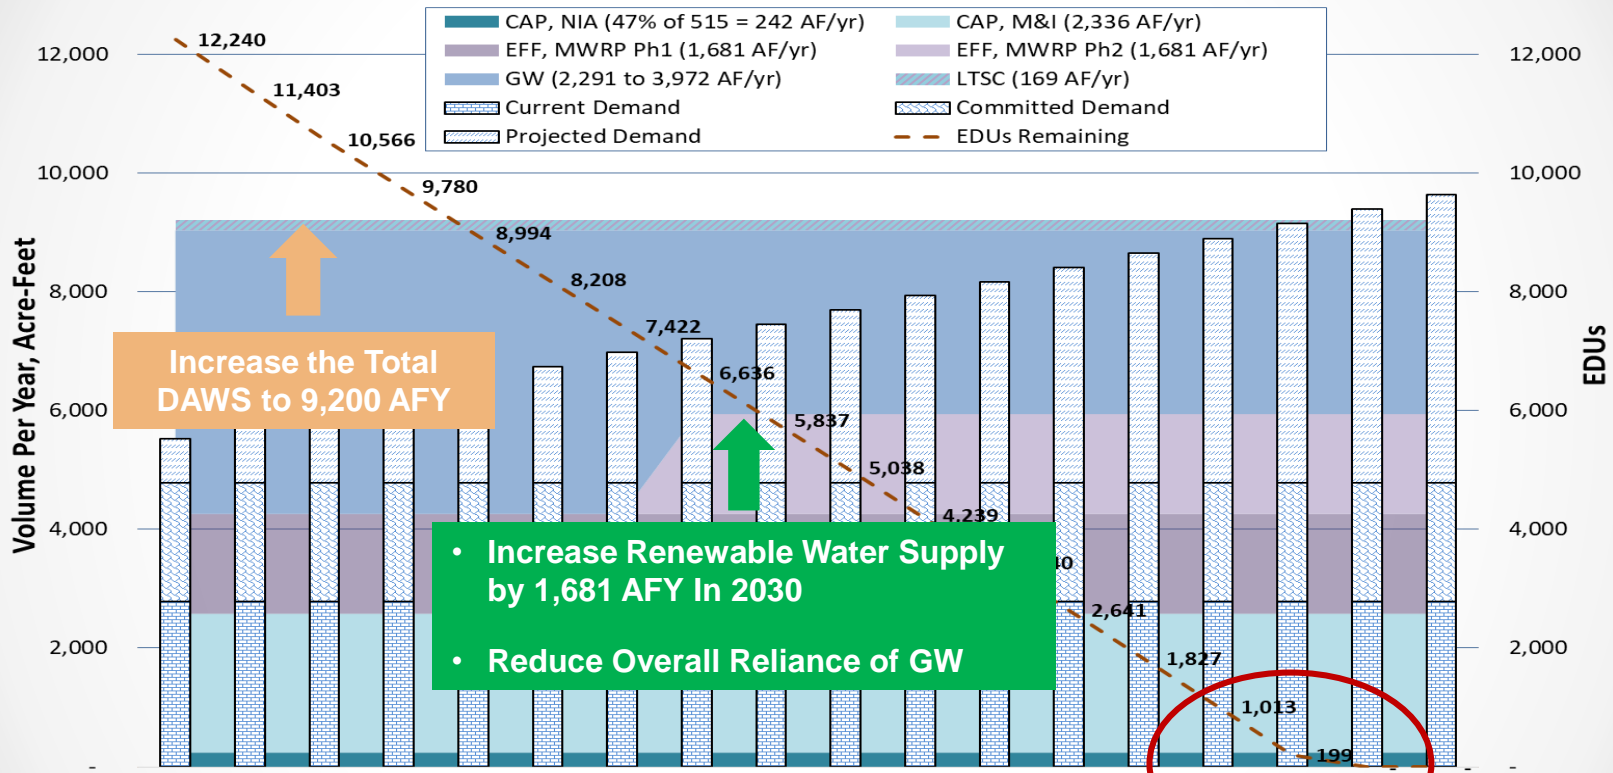 CAP, NIA (47% of 515 = 242 AF/yr)
CAP, M&I (2,336 AF/yr)
EFF, MWRP Ph1 (1,681 AF/yr)
EFF, MWRP Ph2 (1,681 AF/yr)
GW (2,291 to 3,972 AF/yr)
LTSC (169 AF/yr)
Current Demand
Committed Demand
Projected Demand
EDUs Remaining
Volume Per Year, Acre-Feet
12,000
10,000
8,000
6,000
4,000
2,000
-
12,240
11,403
10,566
9,780
8,994
8,208
7,422
6,636
5,837
5,038
4,239
40
2,641
1,827
1,013
199
-
-
Increase the Total
DAWS to 9,200 AFY
• Increase Renewable Water Supply
by 1,681 AFY In 2030
• Reduce Overall Reliance of GW
12,000
10,000
8,000
6,000
4,000
2,000
-
EDUs